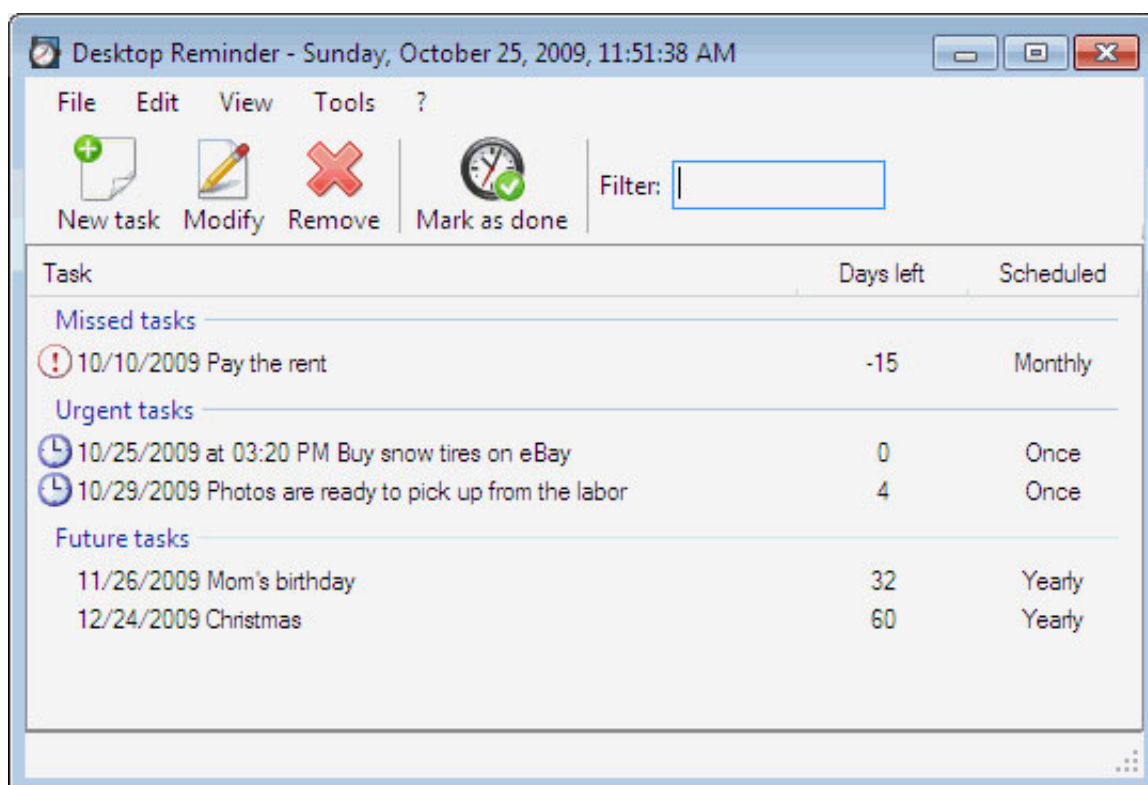 Desktop Reminder - Sunday, October 25, 2009, 11:51:38 AM
File Edit View Tools ?
New task Modify Remove Mark as done Filter:
Task Days left Scheduled
Missed tasks
10/10/2009 Pay the rent -15 Monthly
Urgent tasks
10/25/2009 at 03:20 PM Buy snow tires on eBay 0 Once
10/29/2009 Photos are ready to pick up from the labor 4 Once
Future tasks
11/26/2009 Mom's birthday 32 Yearly
12/24/2009 Christmas 60 Yearly